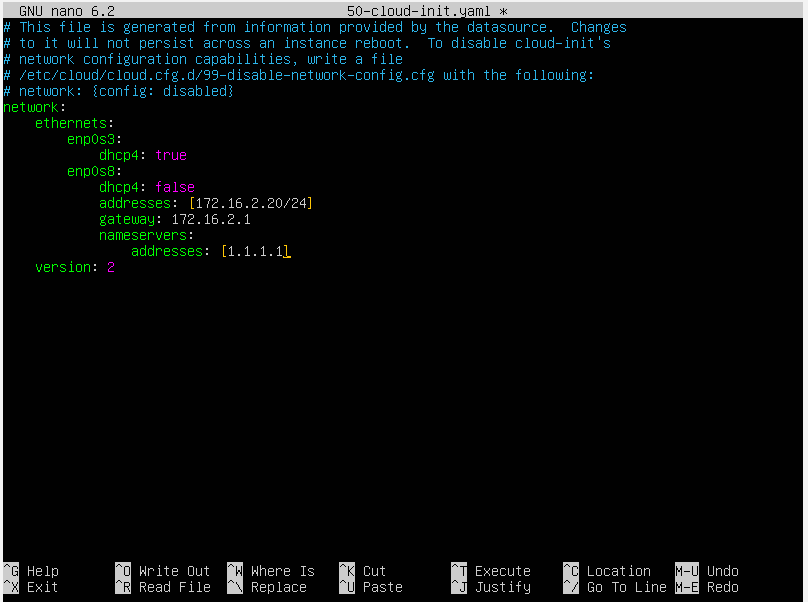 GNU nano 6.2 50-cloud-init.yaml *
# This file is generated from information provided by the datasource.  Changes
# to it will not persist across an instance reboot.  To disable cloud-init's
# network configuration capabilities, write a file
# /etc/cloud/cloud.cfg.d/99-disable-network-config.cfg with the following:
# network: {config: disabled}
network:
    ethernets:
        enp0s3:
            dhcp4: true
        enp0s8:
            dhcp4: false
            addresses: [172.16.2.20/24]
            gateway: 172.16.2.1
            nameservers:
                addresses: [1.1.1.1]
    version: 2
^G Help ^O Write Out ^W Where Is ^K Cut ^T Execute ^C Location M-U Undo
^X Exit ^R Read File ^\ Replace ^U Paste ^J Justify ^/ Go To Line M-E Redo